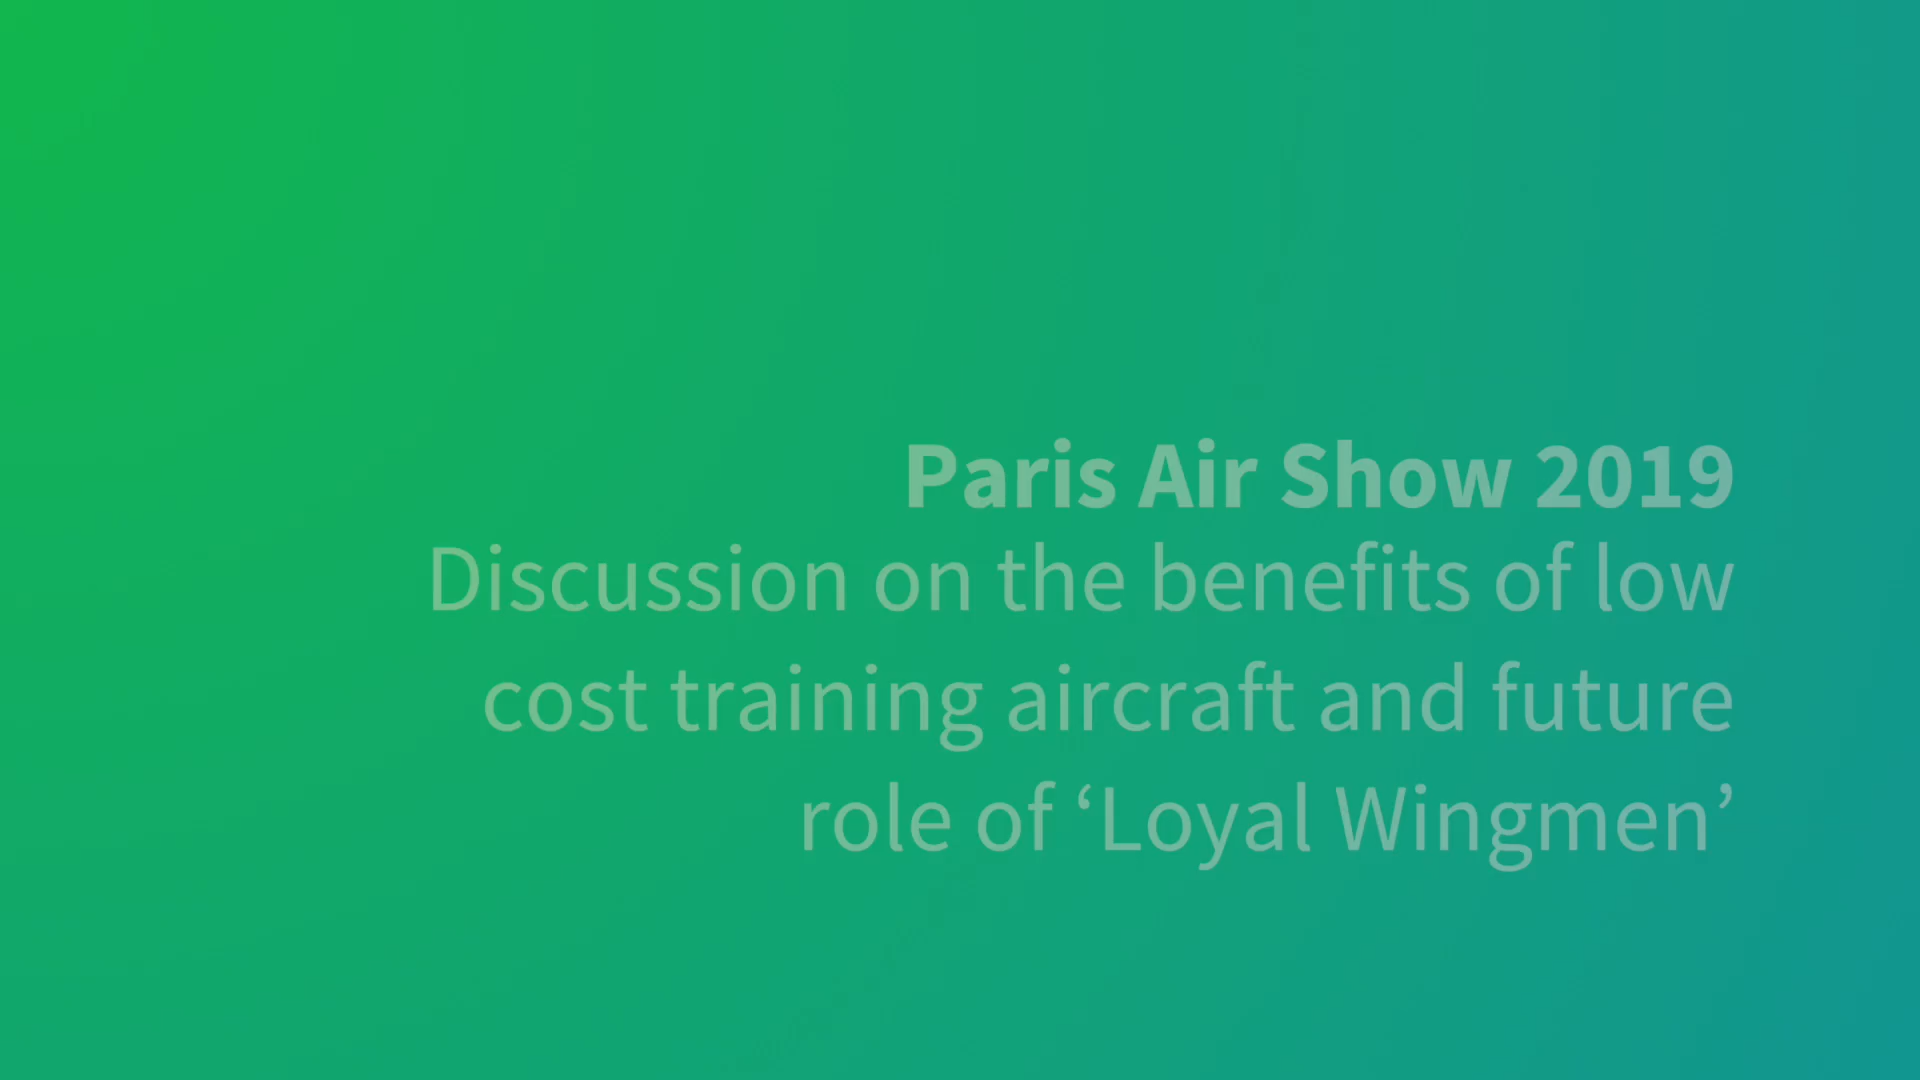 Paris Air Show 2019
Discussion on the benefits of low
cost training aircraft and future
role of ‘Loyal Wingmen’